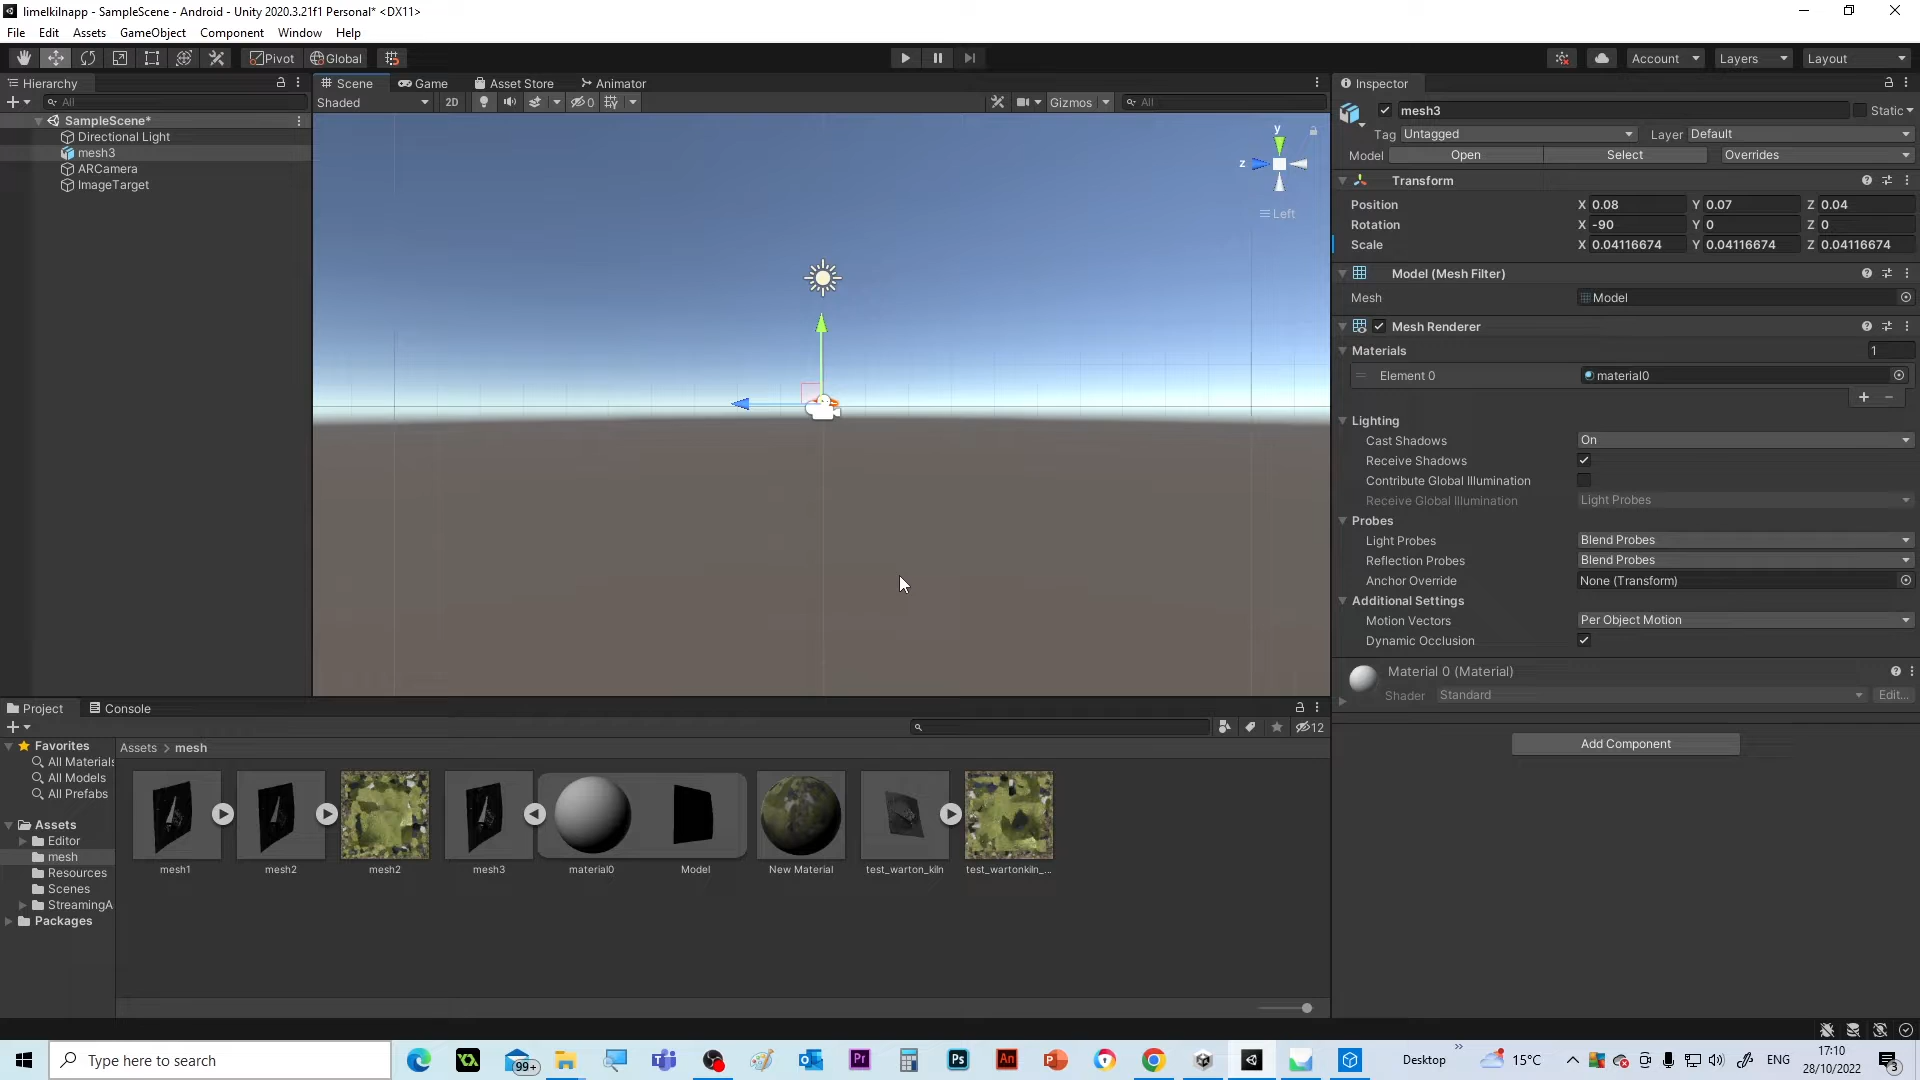 limelkilnapp - SampleScene - Android - Unity 2020.3.21f1 Personal* <DX11>
File Edit Assets GameObject Component Window Help
Pivot Global Account Layers Layout
Hierarchy
All
SampleScene*
Directional Light
mesh3
ARCamera
ImageTarget
Scene Game Asset Store Animator
Shaded 2D 0 Gizmos All
y
z
Left
Inspector
mesh3 Static
Tag Untagged Layer Default
Model Open Select Overrides
Transform
Position X 0.08 Y 0.07 Z 0.04
Rotation X -90 Y 0 Z 0
Scale X 0.04116674 Y 0.04116674 Z 0.04116674
Model (Mesh Filter)
Mesh Model
Mesh Renderer
Materials 1
Element 0 material0
Lighting
Cast Shadows On
Receive Shadows
Contribute Global Illumination
Receive Global Illumination Light Probes
Probes
Light Probes Blend Probes
Reflection Probes Blend Probes
Anchor Override None (Transform)
Additional Settings
Motion Vectors Per Object Motion
Dynamic Occlusion
Material 0 (Material)
Shader Standard Edit...
Add Component
Project Console
12
Favorites
All Materials
All Models
All Prefabs
Assets
Editor
mesh
Resources
Scenes
StreamingA
Packages
Assets > mesh
mesh1 mesh2 mesh2 mesh3 material0 Model New Material test_warton_kiln test_wartonkiln_...
Type here to search
99+
Pr
Ps
An
Desktop
15°C
ENG
17:10
28/10/2022
3